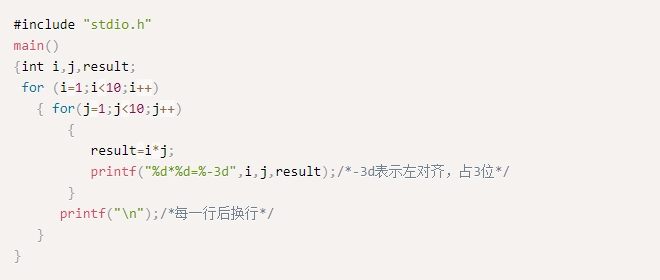 #include "stdio.h"
main()
{int i,j,result;
 for (i=1;i<10;i++)
   { for(j=1;j<10;j++)
       {
          result=i*j;
          printf("%d*%d=%-3d",i,j,result);/*-3d表示左对齐，占3位*/
       }
      printf("\n");/*每一行后换行*/
   }
}